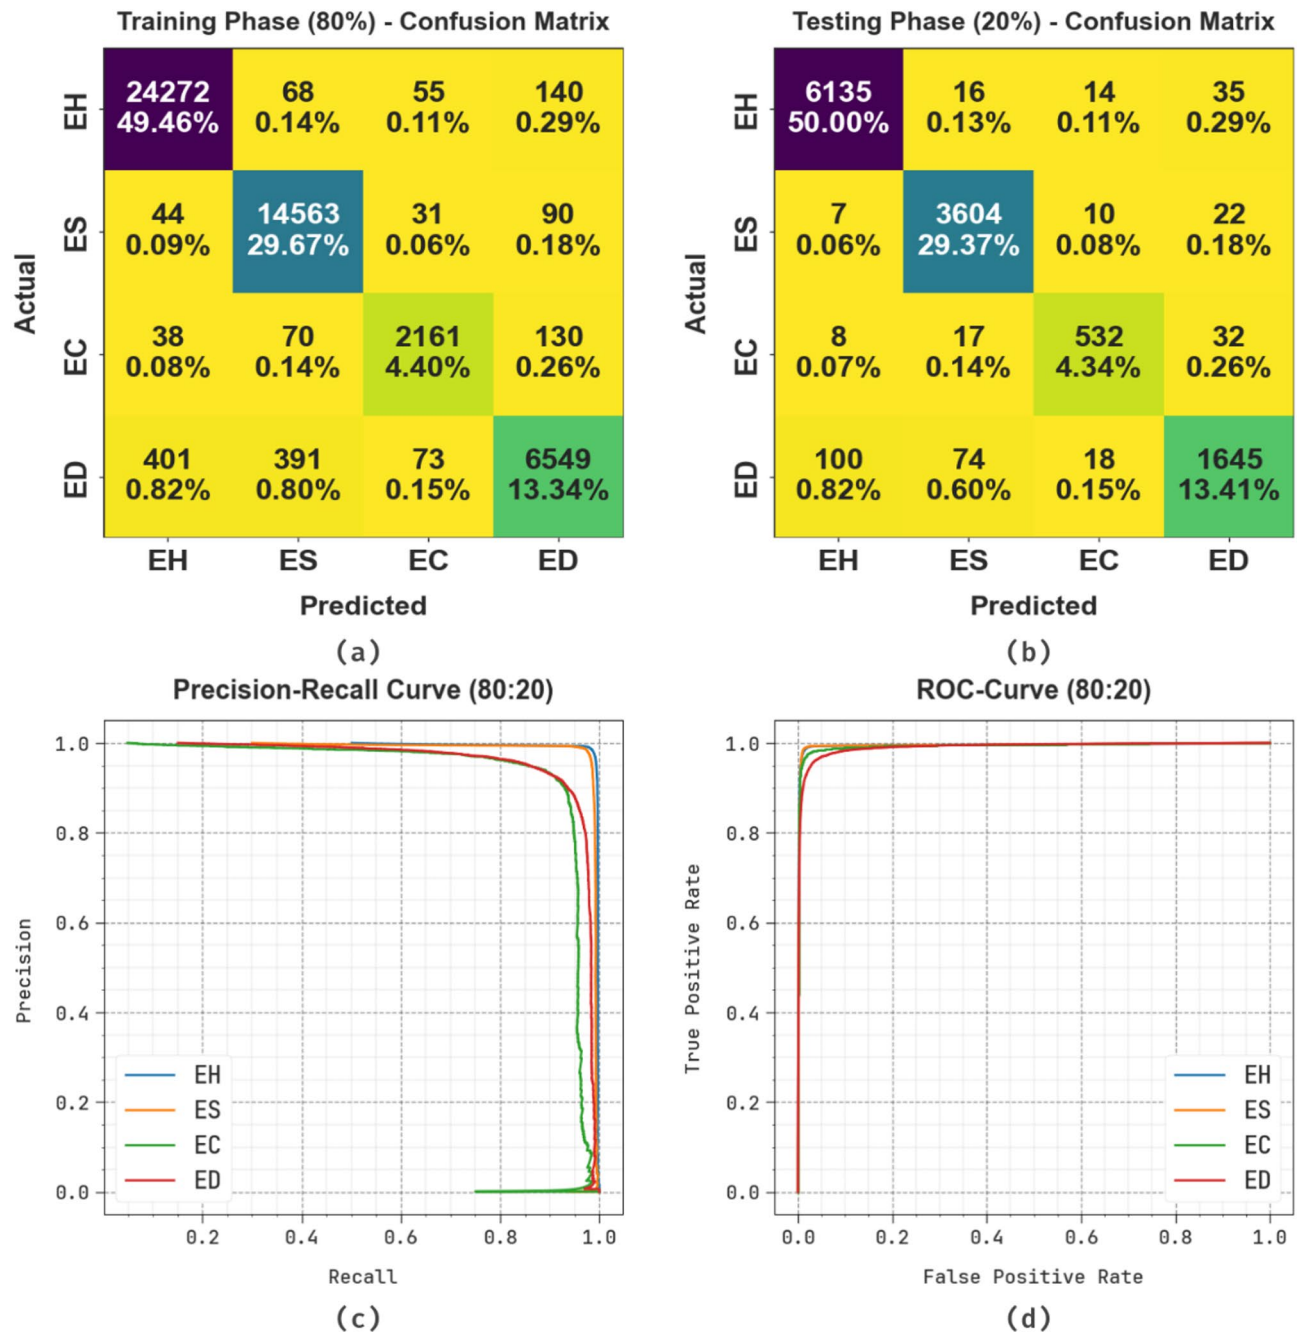 Training Phase (80%) - Confusion Matrix
Actual
EH
24272 68 55 140
49.46% 0.14% 0.11% 0.29%
ES
44 14563 31 90
0.09% 29.67% 0.06% 0.18%
EC
38 70 2161 130
0.08% 0.14% 4.40% 0.26%
ED
401 391 73 6549
0.82% 0.80% 0.15% 13.34%
EH ES EC ED
Predicted
(a)
Testing Phase (20%) - Confusion Matrix
Actual
EH
6135 16 14 35
50.00% 0.13% 0.11% 0.29%
ES
7 3604 10 22
0.06% 29.37% 0.08% 0.18%
EC
8 17 532 32
0.07% 0.14% 4.34% 0.26%
ED
100 74 18 1645
0.82% 0.60% 0.15% 13.41%
EH ES EC ED
Predicted
(b)
Precision-Recall Curve (80:20)
Precision
1.0
0.8
0.6
0.4
0.2
0.0
EH
ES
EC
ED
0.2 0.4 0.6 0.8 1.0
Recall
(c)
ROC-Curve (80:20)
True Positive Rate
1.0
0.8
0.6
0.4
0.2
0.0
EH
ES
EC
ED
0.0 0.2 0.4 0.6 0.8 1.0
False Positive Rate
(d)